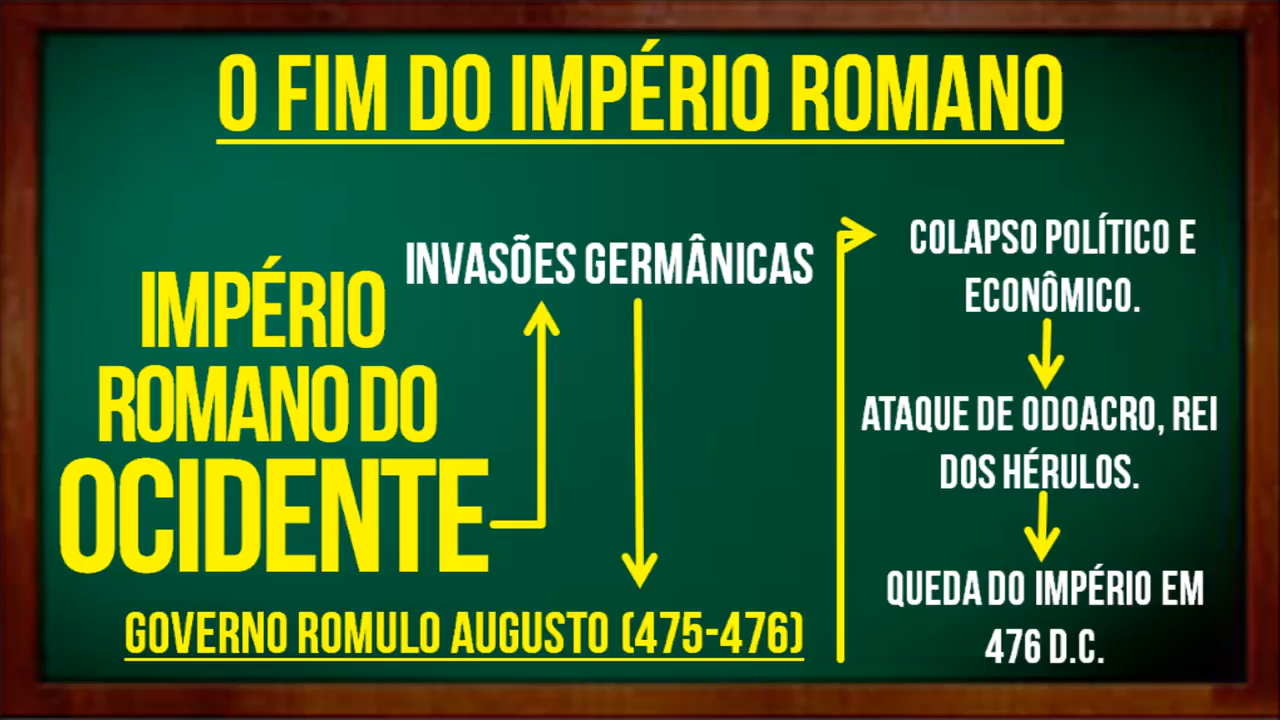 O FIM DO IMPÉRIO ROMANO
IMPÉRIO
ROMANO DO
OCIDENTE
INVASÕES GERMÂNICAS
GOVERNO ROMULO AUGUSTO (475-476)
COLAPSO POLÍTICO E
ECONÔMICO.
ATAQUE DE ODOACRO, REI
DOS HÉRULOS.
QUEDA DO IMPÉRIO EM
476 D.C.